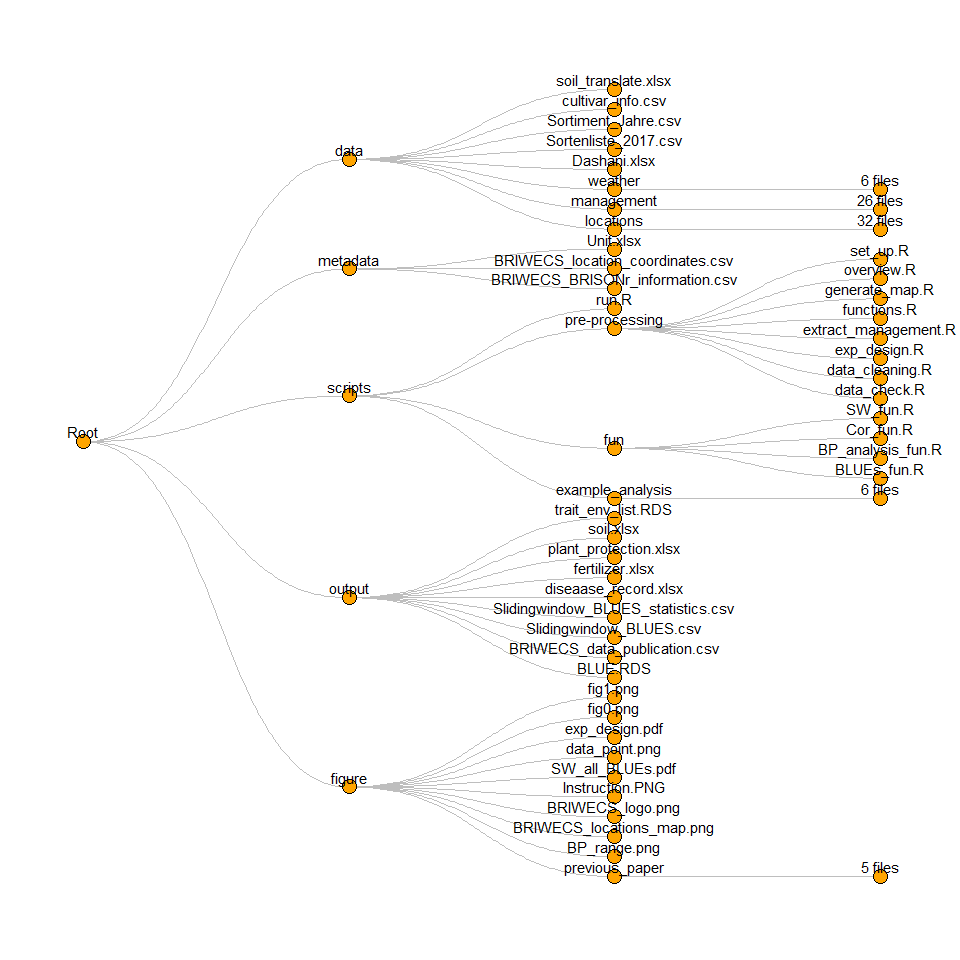 Root
data
soil_translate.xlsx
cultivar_info.csv
Sortiment_Jahre.csv
Sortenliste_2017.csv
Dashani.xlsx
weather
6 files
management
26 files
locations
32 files
metadata
Unit.xlsx
BRIWECS_location_coordinates.csv
BRIWECS_BRISONr_information.csv
scripts
run.R
pre-processing
set_up.R
overview.R
generate_map.R
functions.R
extract_management.R
exp_design.R
data_cleaning.R
data_check.R
fun
SW_fun.R
Cor_fun.R
BP_analysis_fun.R
BLUEs_fun.R
example_analysis
6 files
output
trait_env_list.RDS
soil.xlsx
plant_protection.xlsx
fertilizer.xlsx
diseaase_record.xlsx
Slidingwindow_BLUES_statistics.csv
Slidingwindow_BLUES.csv
BRIWECS_data_publication.csv
BLUE.RDS
figure
fig1.png
fig0.png
exp_design.pdf
data_point.png
SW_all_BLUEs.pdf
Instruction.PNG
BRIWECS_logo.png
BRIWECS_locations_map.png
BP_range.png
previous_paper
5 files